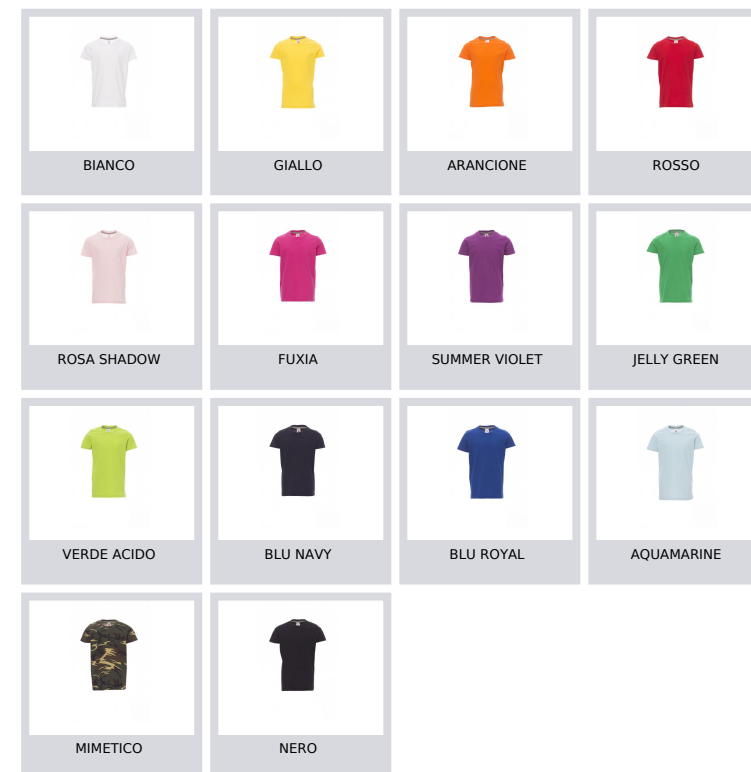 BIANCO
GIALLO
ARANCIONE
ROSSO
ROSA SHADOW
FUXIA
SUMMER VIOLET
JELLY GREEN
VERDE ACIDO
BLU NAVY
BLU ROYAL
AQUAMARINE
MIMETICO
NERO